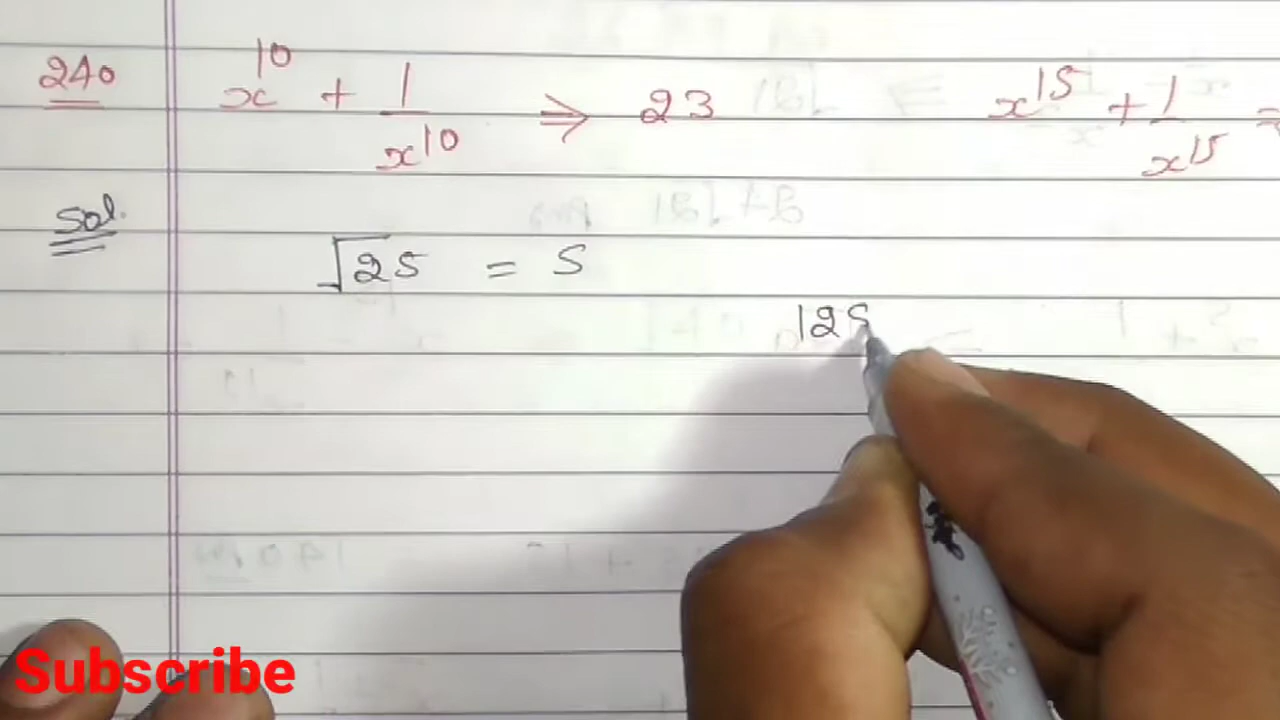 240 x^10 + 1/x^10 ⇒ 23 x^15 + 1/x^15 =
Sol. √25 = 5
125
Subscribe